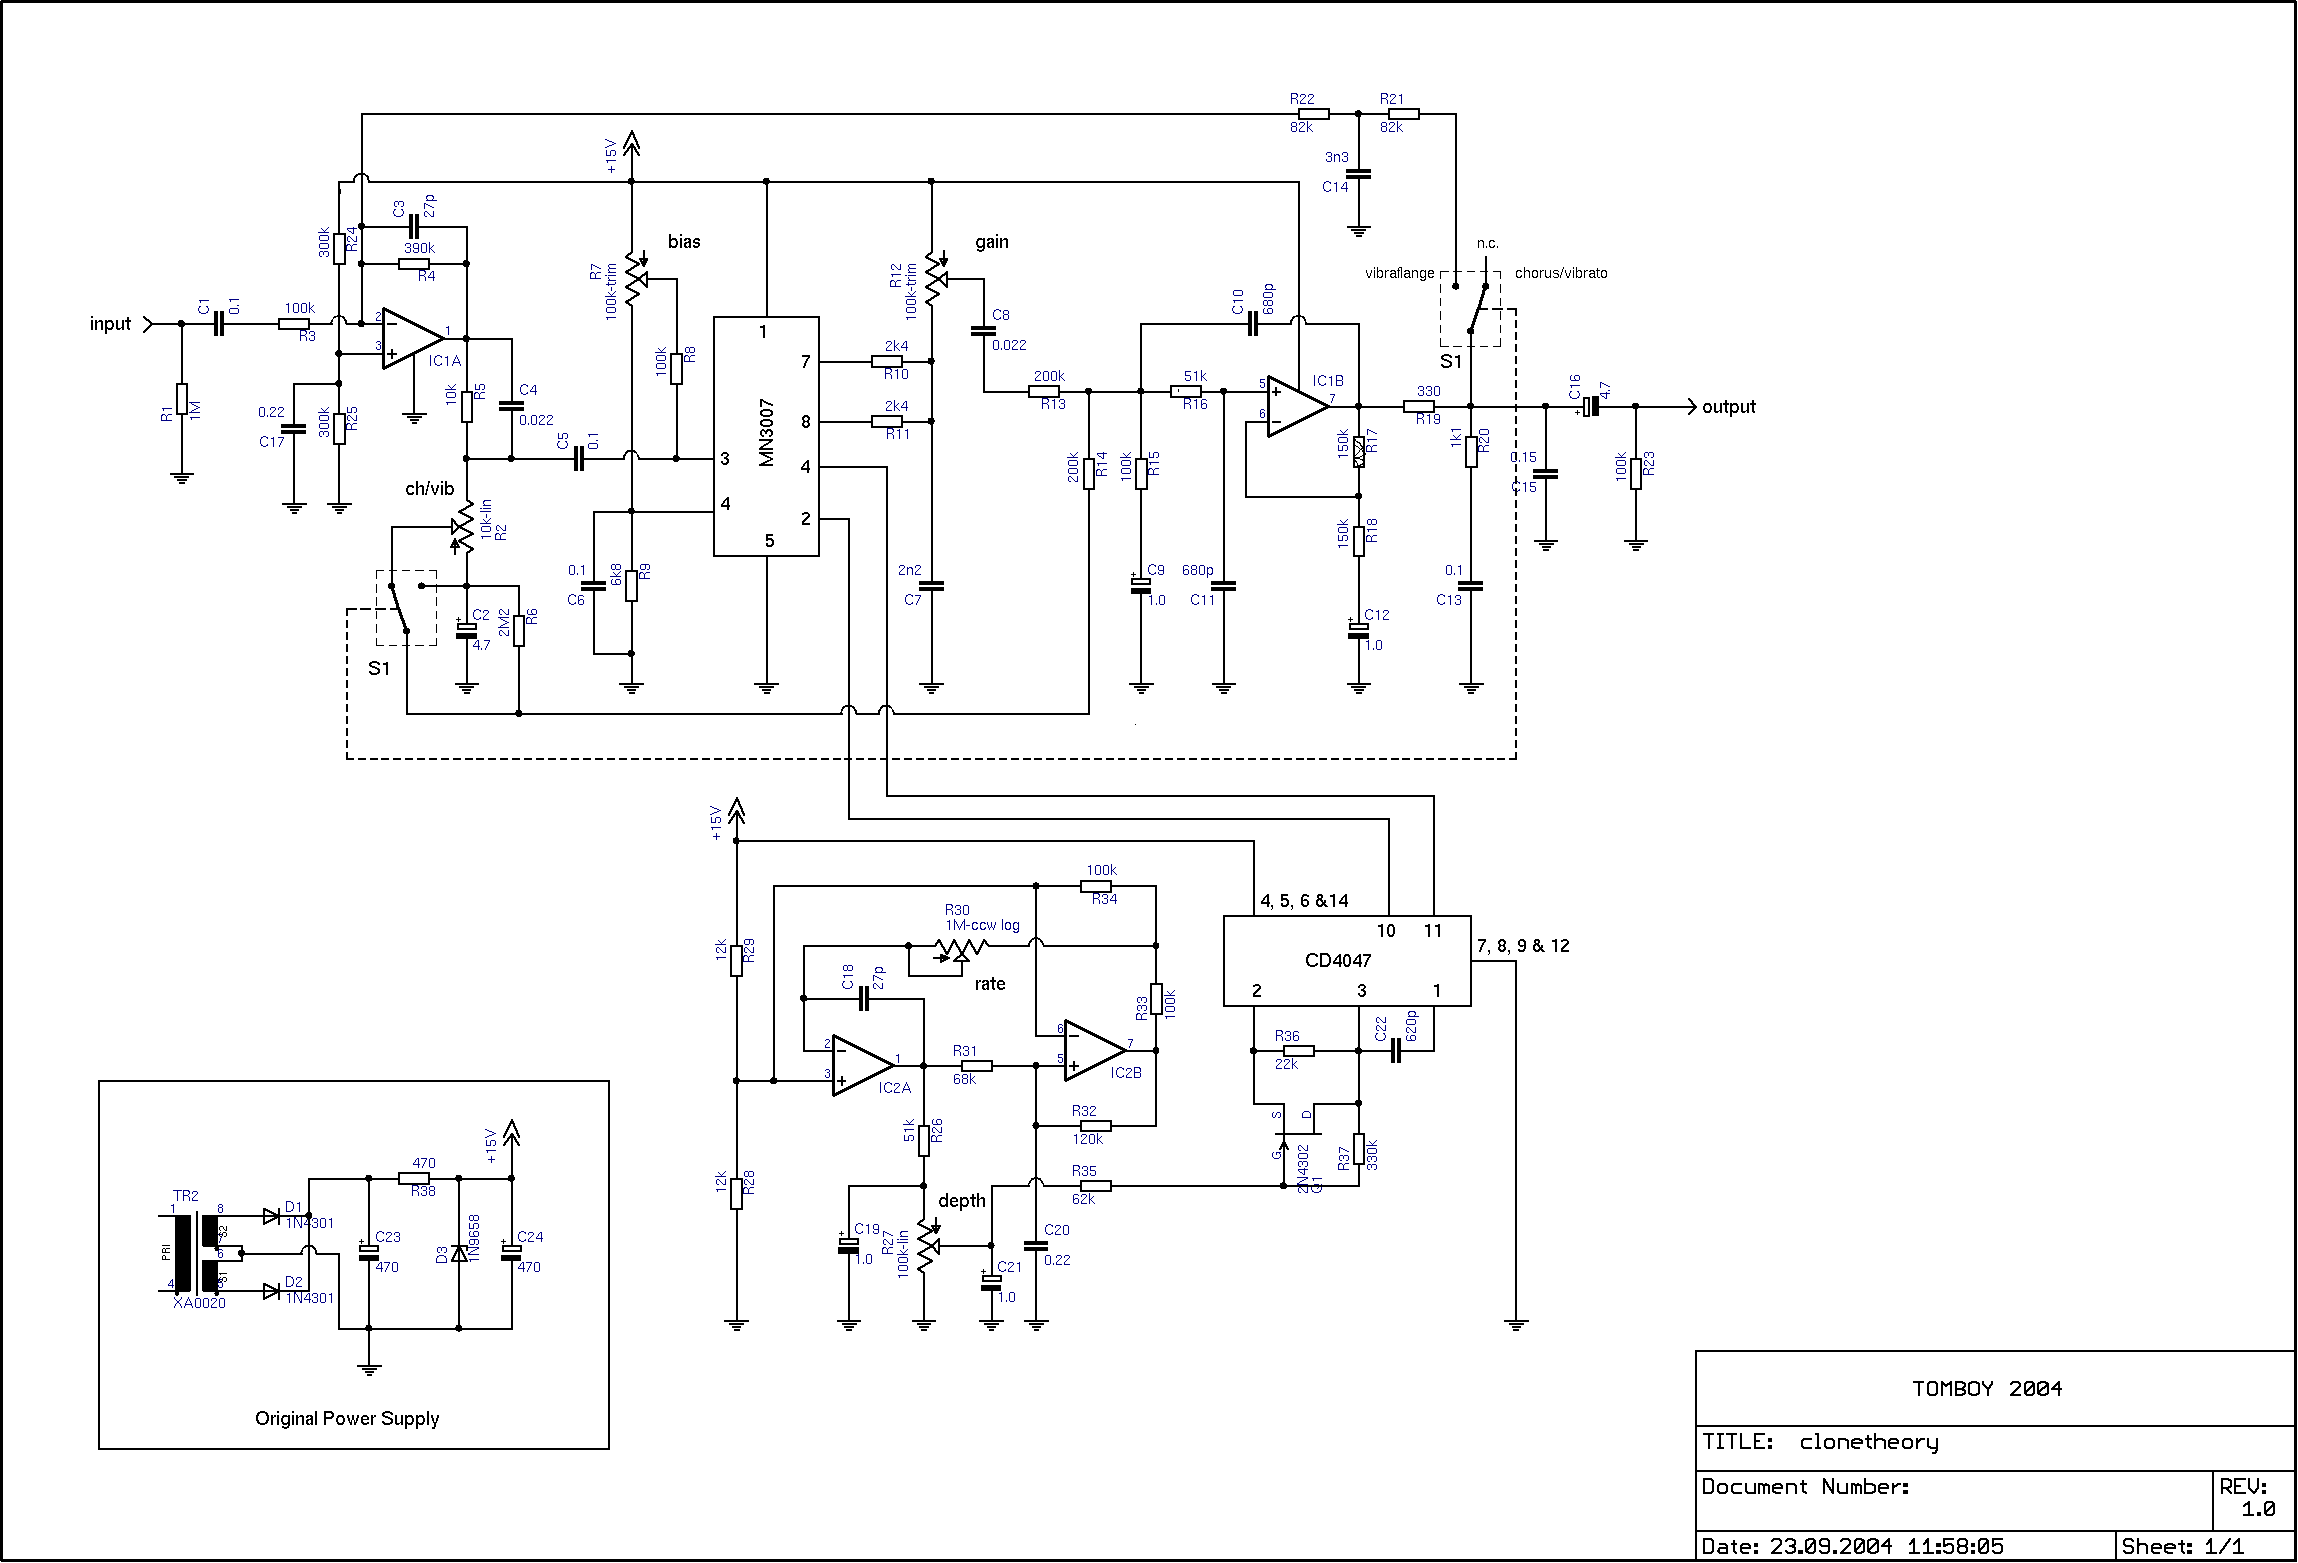 R22
82k
R21
82k
3n3
C14
+15V
C3
27p
390k
R4
300k
R24
bias
R7
100k-trim
gain
R12
100k-trim
n.c.
vibraflange
chorus/vibrato
S1
input
C1
0.1
100k
R3
2
3
1
IC1A
R1
1M
0.22
C17
300k
R25
10k
R5
C4
0.022
C5
0.1
100k
R8
MN3007
1
7
8
3
4
4
2
5
2k4
R10
2k4
R11
C8
0.022
200k
R13
C10
680p
51k
R16
5
6
7
IC1B
330
R19
C16
4.7
output
150k
R17
1k1
R20
0.15
C15
100k
R23
200k
R14
100k
R15
150k
R18
ch/vib
10k-lin
R2
0.1
C6
6k8
R9
2n2
C7
C9
1.0
680p
C11
0.1
C13
C12
1.0
S1
C2
4.7
2M2
R6
+15V
100k
R34
R30
1M-ccw log
rate
12k
R29
C18
27p
R33
100k
4, 5, 6 &14
10
11
CD4047
7, 8, 9 & 12
2
3
1
2
3
1
IC2A
R31
68k
6
5
7
IC2B
R36
22k
C22
620p
51k
R26
R32
120k
S
D
G
2N4302
Q1
R37
330k
12k
R28
R35
62k
depth
C19
1.0
R27
100k-lin
C21
1.0
C20
0.22
+15V
470
R38
TR2
1
4
PRI
8
S2
7
6
S1
5
XA0020
D1
1N4301
D2
1N4301
C23
470
D3
1N9658
C24
470
Original Power Supply
TOMBOY 2004
TITLE: clonetheory
Document Number:
REV:
1.0
Date: 23.09.2004 11:58:05
Sheet: 1/1